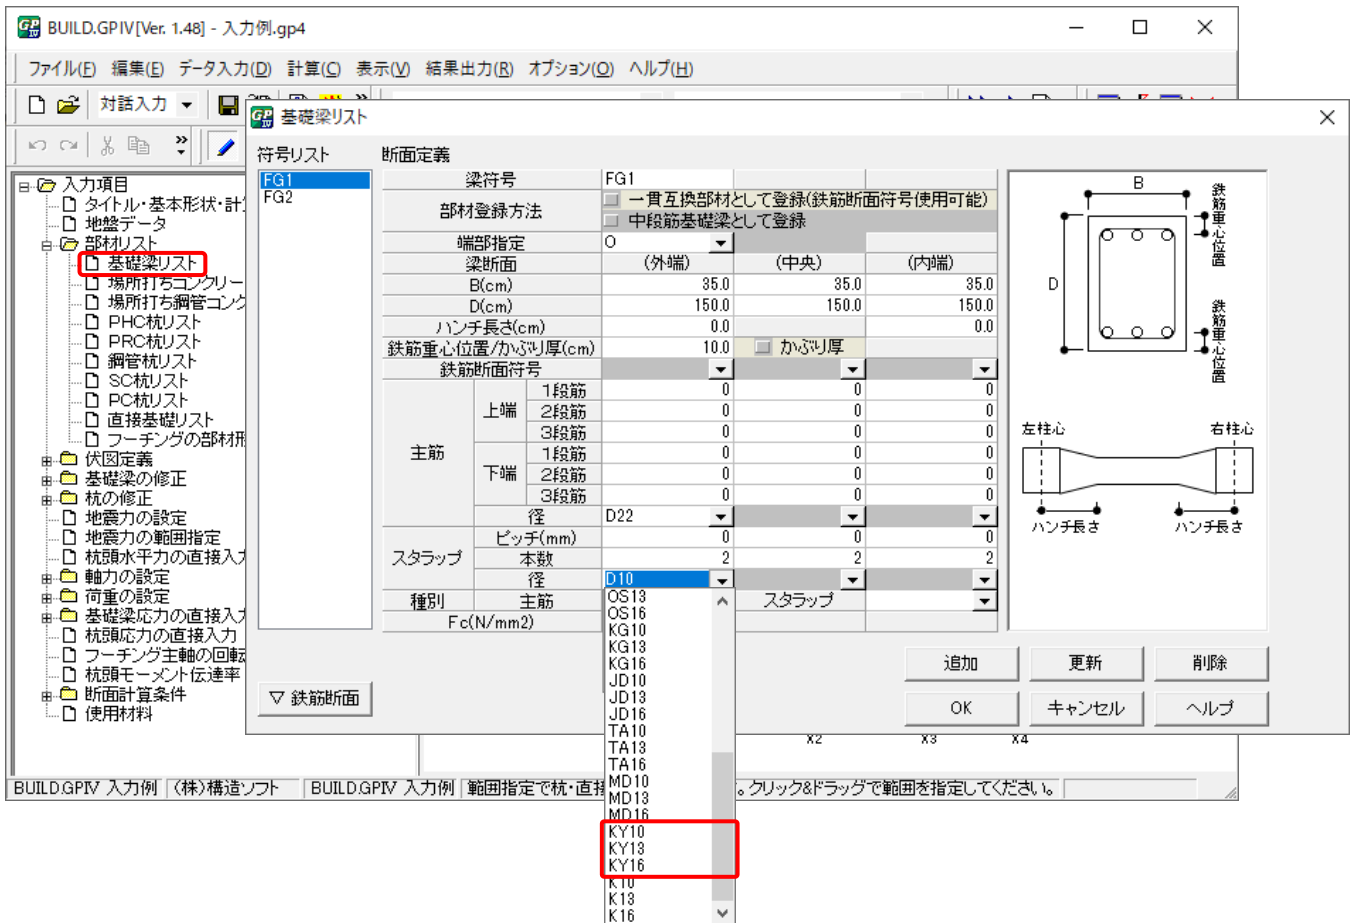 BUILD.GPIV[Ver. 1.48] - 入力例.gp4
ファイル(F) 編集(E) データ入力(D) 計算(C) 表示(V) 結果出力(R) オプション(O) ヘルプ(H)
対話入力
入力項目
タイトル・基本形状・計
地盤データ
部材リスト
基礎梁リスト
場所打ちコンクリー
場所打ち鋼管コンク
PHC杭リスト
PRC杭リスト
鋼管杭リスト
SC杭リスト
PC杭リスト
直接基礎リスト
フーチングの部材形
伏図定義
基礎梁の修正
杭の修正
地震力の設定
地震力の範囲指定
杭頭水平力の直接入力
軸力の設定
荷重の設定
基礎梁応力の直接入力
杭頭応力の直接入力
フーチング主軸の回転
杭頭モーメント伝達率
断面計算条件
使用材料
基礎梁リスト
符号リスト
FG1
FG2
断面定義
梁符号 FG1
部材登録方法
一貫互換部材として登録(鉄筋断面符号使用可能)
中段筋基礎梁として登録
端部指定 O
梁断面 (外端) (中央) (内端)
B(cm) 35.0 35.0 35.0
D(cm) 150.0 150.0 150.0
ハンチ長さ(cm) 0.0 0.0
鉄筋重心位置/かぶり厚(cm) 10.0 かぶり厚
鉄筋断面符号
主筋
上端
1段筋 0 0 0
2段筋 0 0 0
3段筋 0 0 0
下端
1段筋 0 0 0
2段筋 0 0 0
3段筋 0 0 0
径 D22
スタラップ
ピッチ(mm) 0 0 0
本数 2 2 2
径 D10
種別 主筋 スタラップ
Fc(N/mm2)
OS13
OS16
KG10
KG13
KG16
JD10
JD13
JD16
TA10
TA13
TA16
MD10
MD13
MD16
KY10
KY13
KY16
K10
K13
K16
B
D
鉄筋重心位置
鉄筋重心位置
左柱心 右柱心
ハンチ長さ ハンチ長さ
▽ 鉄筋断面
追加 更新 削除
OK キャンセル ヘルプ
X2 X3 X4
BUILD.GPIV 入力例 (株)構造ソフト BUILD.GPIV 入力例 範囲指定で杭・直接 。クリック&ドラッグで範囲を指定してください。